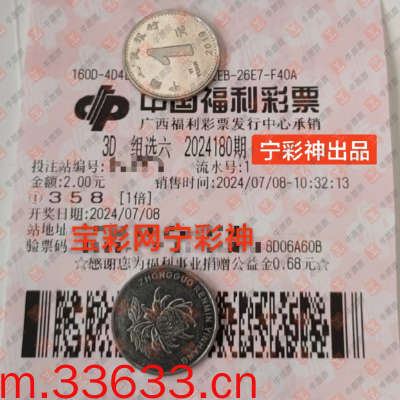 160D-4D4
EB-26E7-F40A
中国福利彩票
广西福利彩票发行中心承销
3D 组选六 2024180期
宁彩神出品
投注站编号: 流水号:1
金额:2.00元 销售时间:2024/07/08-10:32:13
① 358 [1倍]
开奖日期:2024/07/08
站地址:
宝彩网宁彩神
验票码 8D06A60B
☆感谢您为福利事业捐赠公益金0.68元!
ZHONGGUO RENMIN YINHANG
m.33633.cn